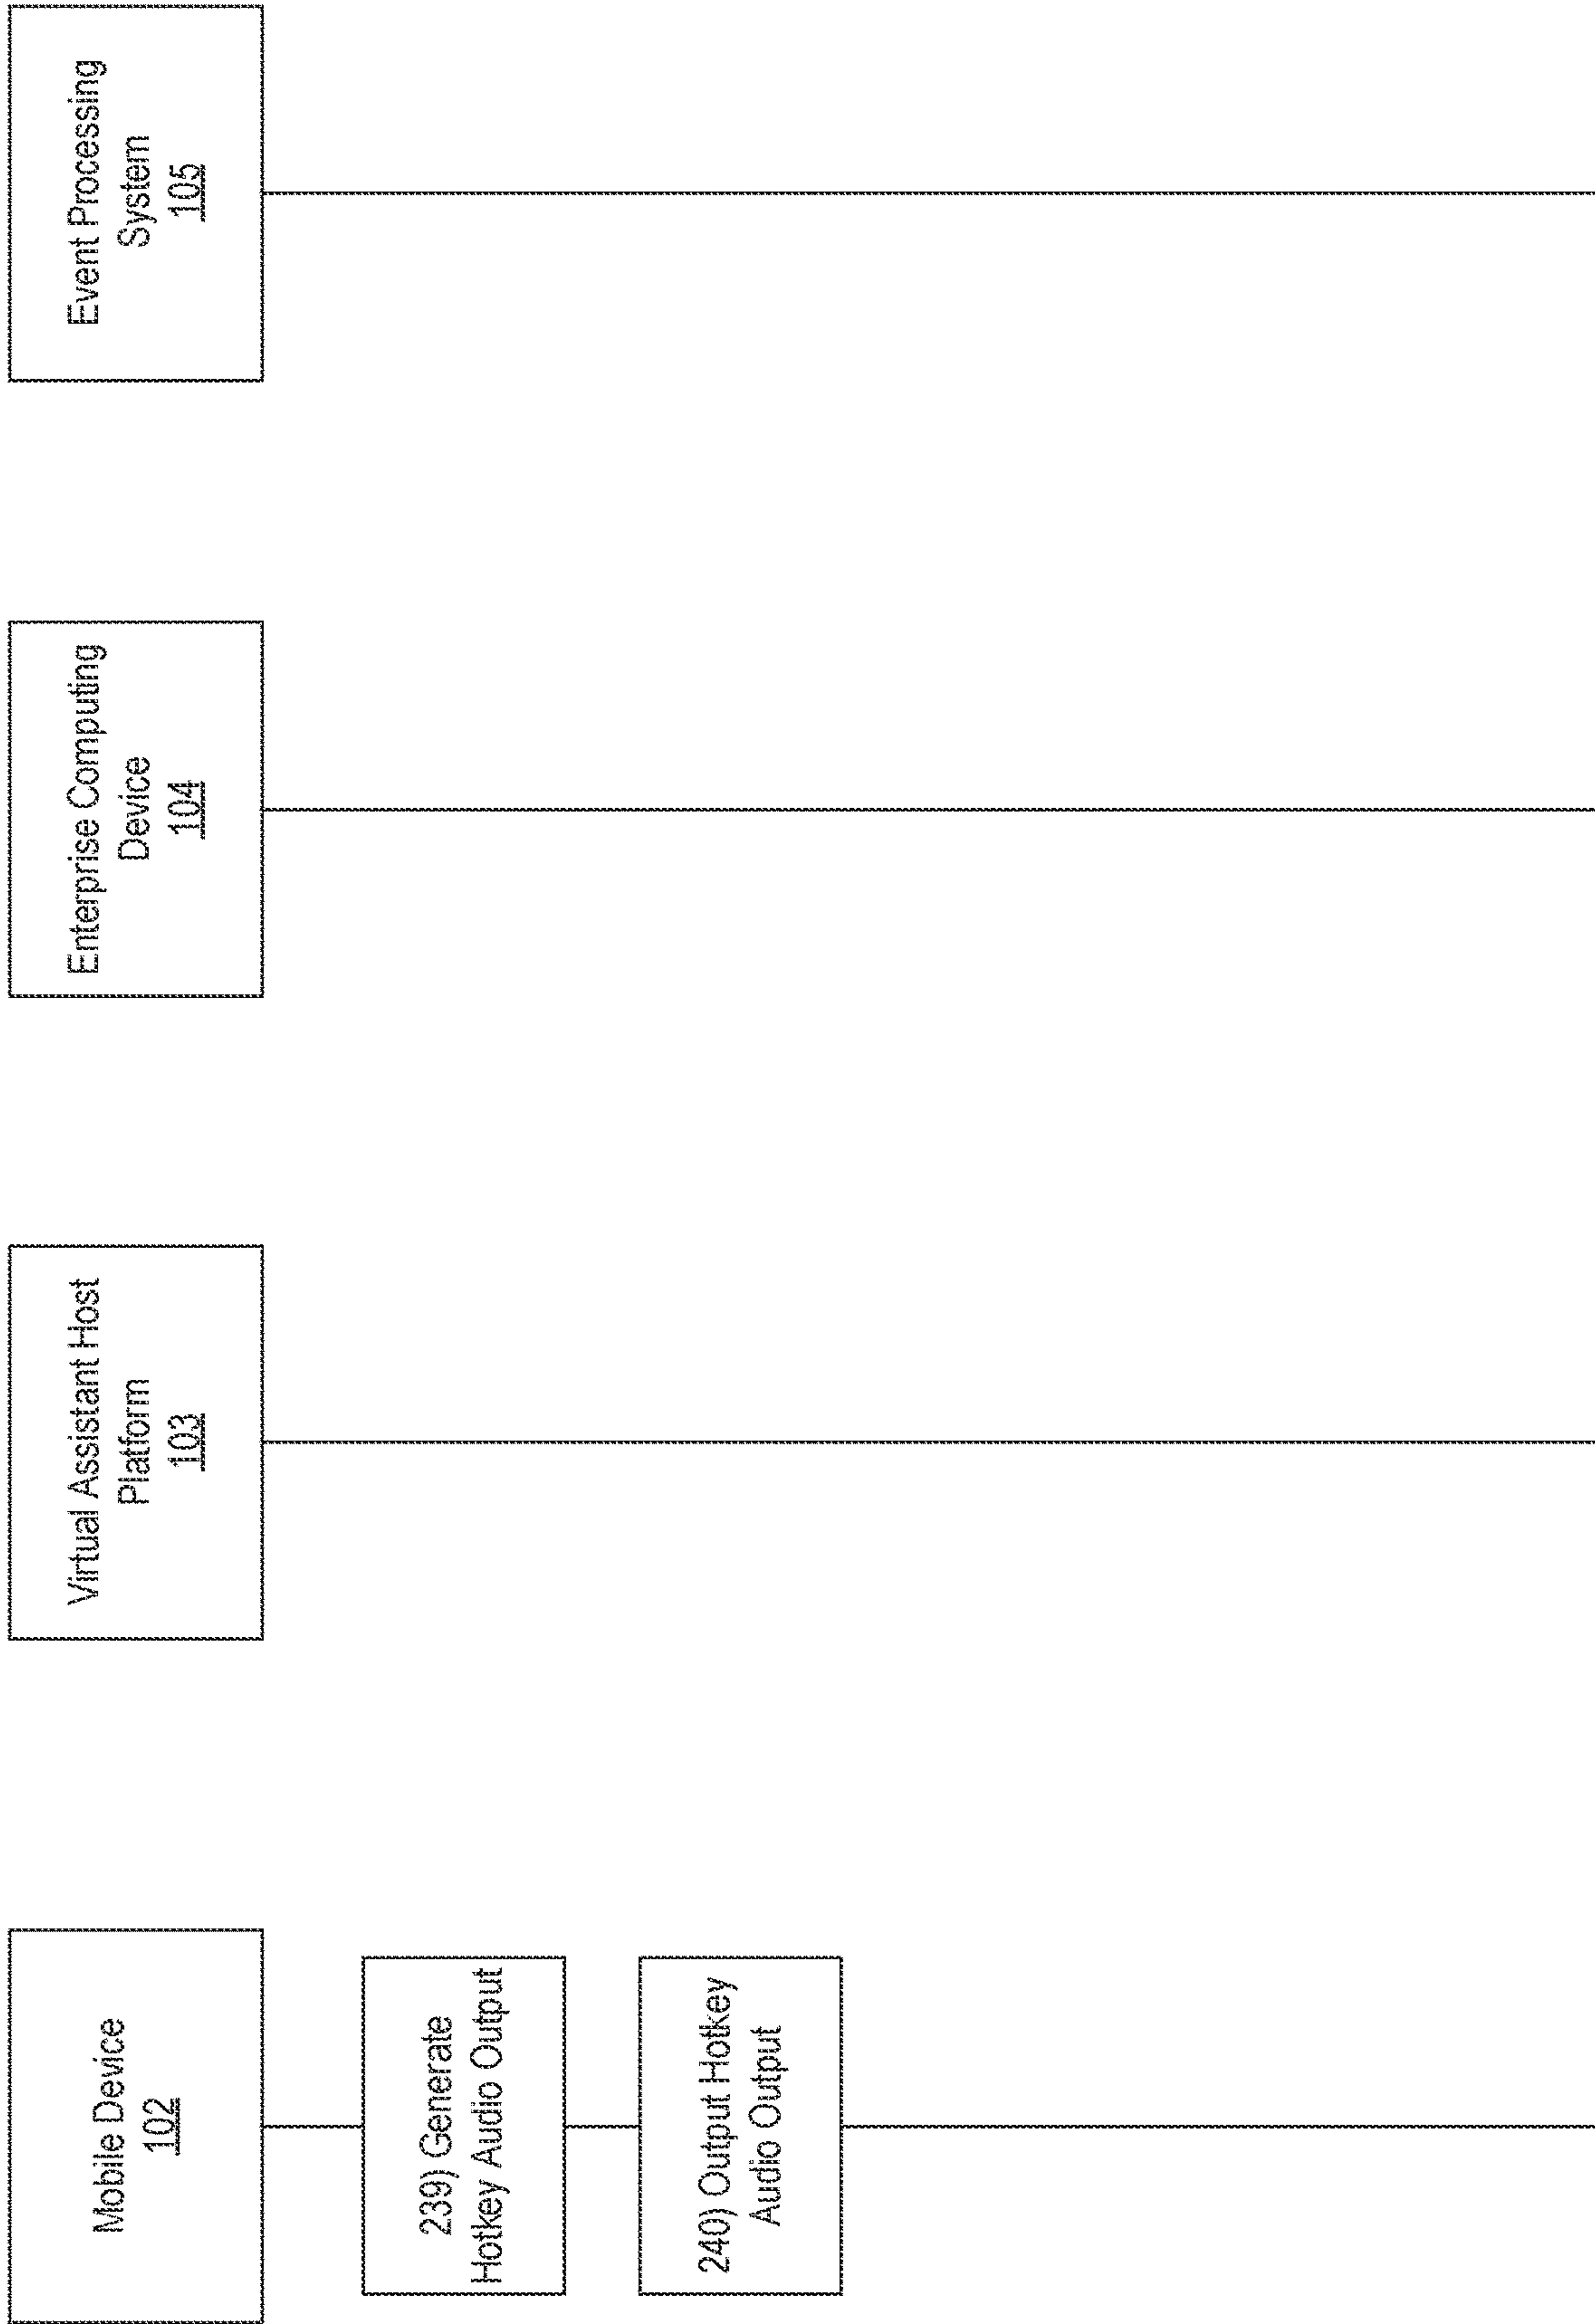 Mobile Device
102
Virtual Assistant Host
Platform
103
Enterprise Computing
Device
104
Event Processing
System
105
239) Generate
Hotkey Audio Output
240) Output Hotkey
Audio Output